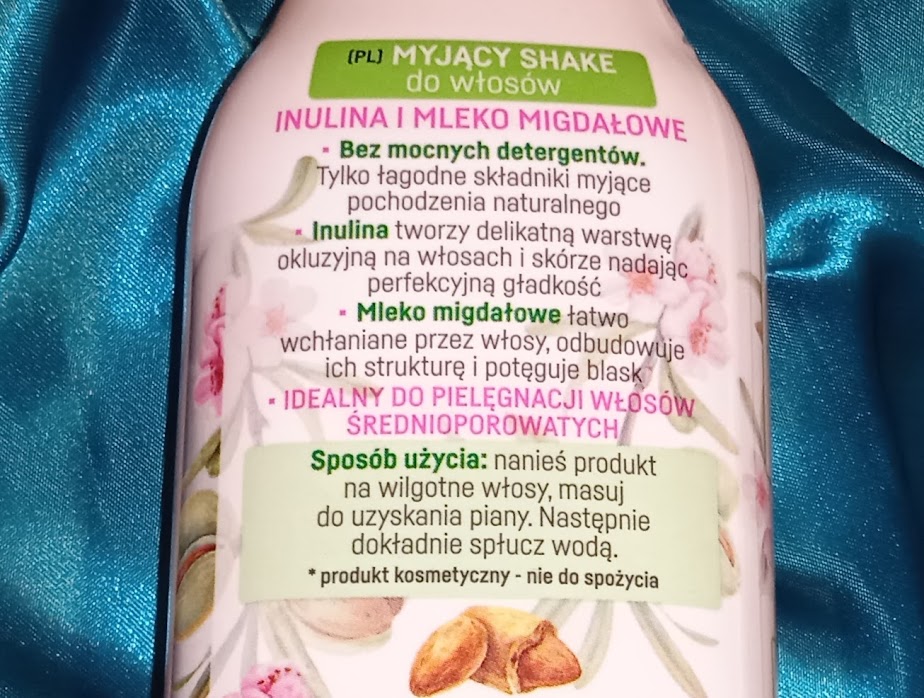 (PL) MYJĄCY SHAKE
do włosów
INULINA I MLEKO MIGDAŁOWE
• Bez mocnych detergentów.
Tylko łagodne składniki myjące
pochodzenia naturalnego
• Inulina tworzy delikatną warstwę
okluzyjną na włosach i skórze nadając
perfekcyjną gładkość
• Mleko migdałowe łatwo
wchłaniane przez włosy, odbudowuje
ich strukturę i potęguje blask
• IDEALNY DO PIELĘGNACJI WŁOSÓW
ŚREDNIOPOROWATYCH
Sposób użycia: nanieś produkt
na wilgotne włosy, masuj
do uzyskania piany. Następnie
dokładnie spłucz wodą.
* produkt kosmetyczny - nie do spożycia